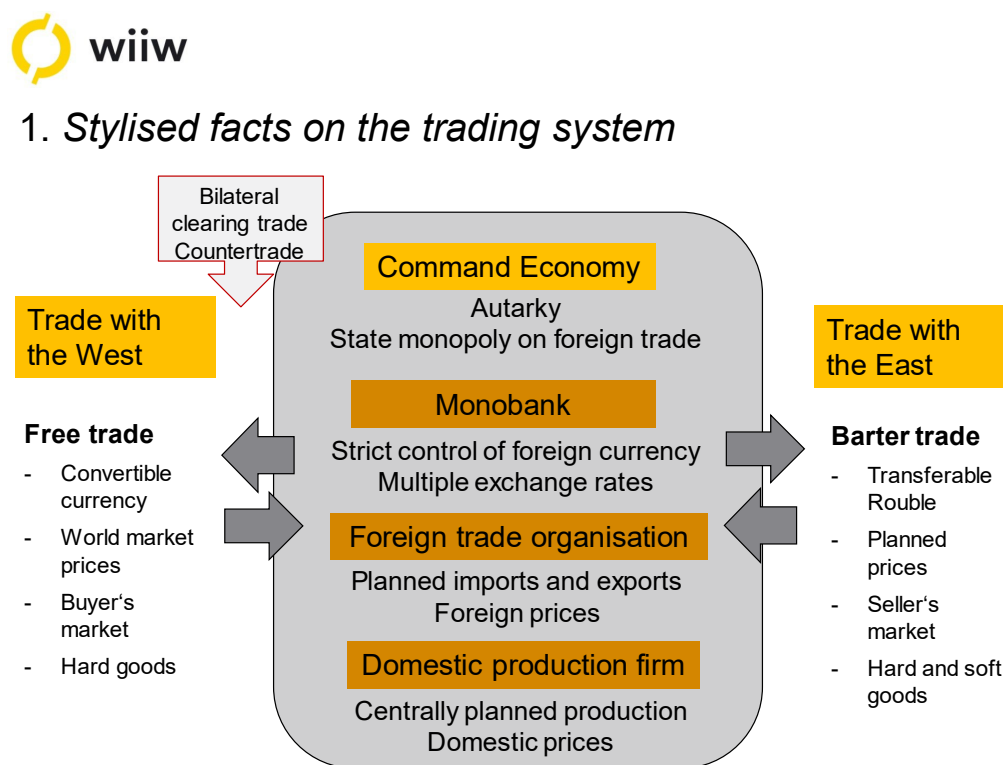 wiiw
1. Stylised facts on the trading system
Bilateral
clearing trade
Countertrade
Command Economy
Autarky
State monopoly on foreign trade
Trade with
the West
Trade with
the East
Monobank
Strict control of foreign currency
Multiple exchange rates
Free trade
- Convertible
currency
- World market
prices
- Buyer‘s
market
- Hard goods
Foreign trade organisation
Planned imports and exports
Foreign prices
Domestic production firm
Centrally planned production
Domestic prices
Barter trade
- Transferable
Rouble
- Planned
prices
- Seller‘s
market
- Hard and soft
goods